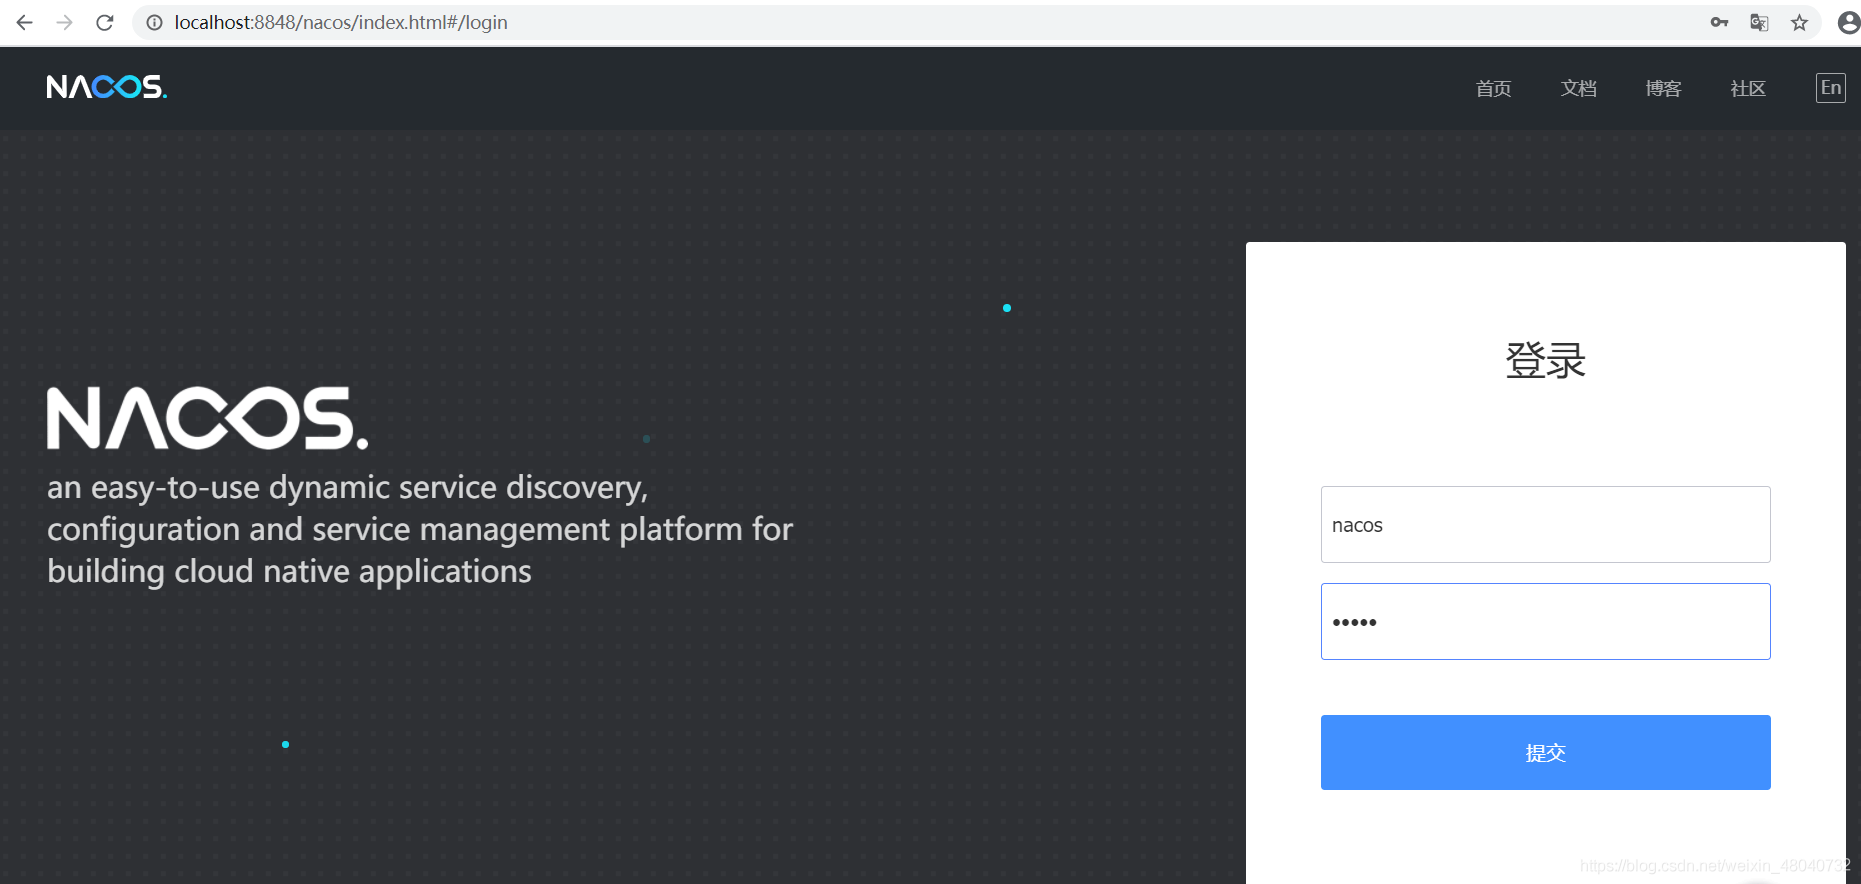 localhost:8848/nacos/index.html#/login
NACOS.
首页 文档 博客 社区 En
登录
NACOS.
an easy-to-use dynamic service discovery,
configuration and service management platform for
building cloud native applications
nacos
•••••
提交
https://blog.csdn.net/weixin_48040732